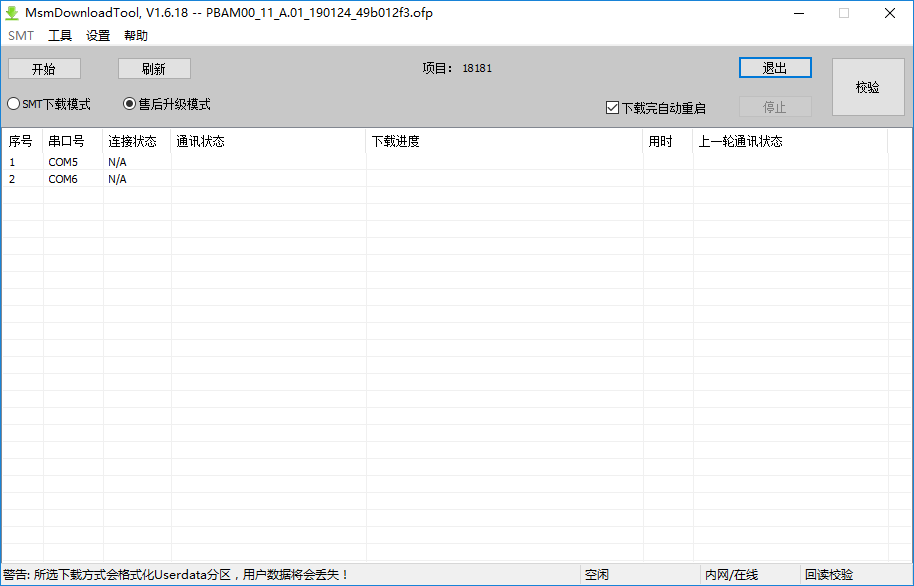 MsmDownloadTool, V1.6.18 -- PBAM00_11_A.01_190124_49b012f3.ofp
SMT 工具 设置 帮助
开始 刷新 项目： 18181 退出 校验
SMT下载模式 售后升级模式 下载完自动重启 停止
序号 串口号 连接状态 通讯状态 下载进度 用时 上一轮通讯状态
1 COM5 N/A
2 COM6 N/A
警告: 所选下载方式会格式化Userdata分区，用户数据将会丢失！ 空闲 内网/在线 回读校验